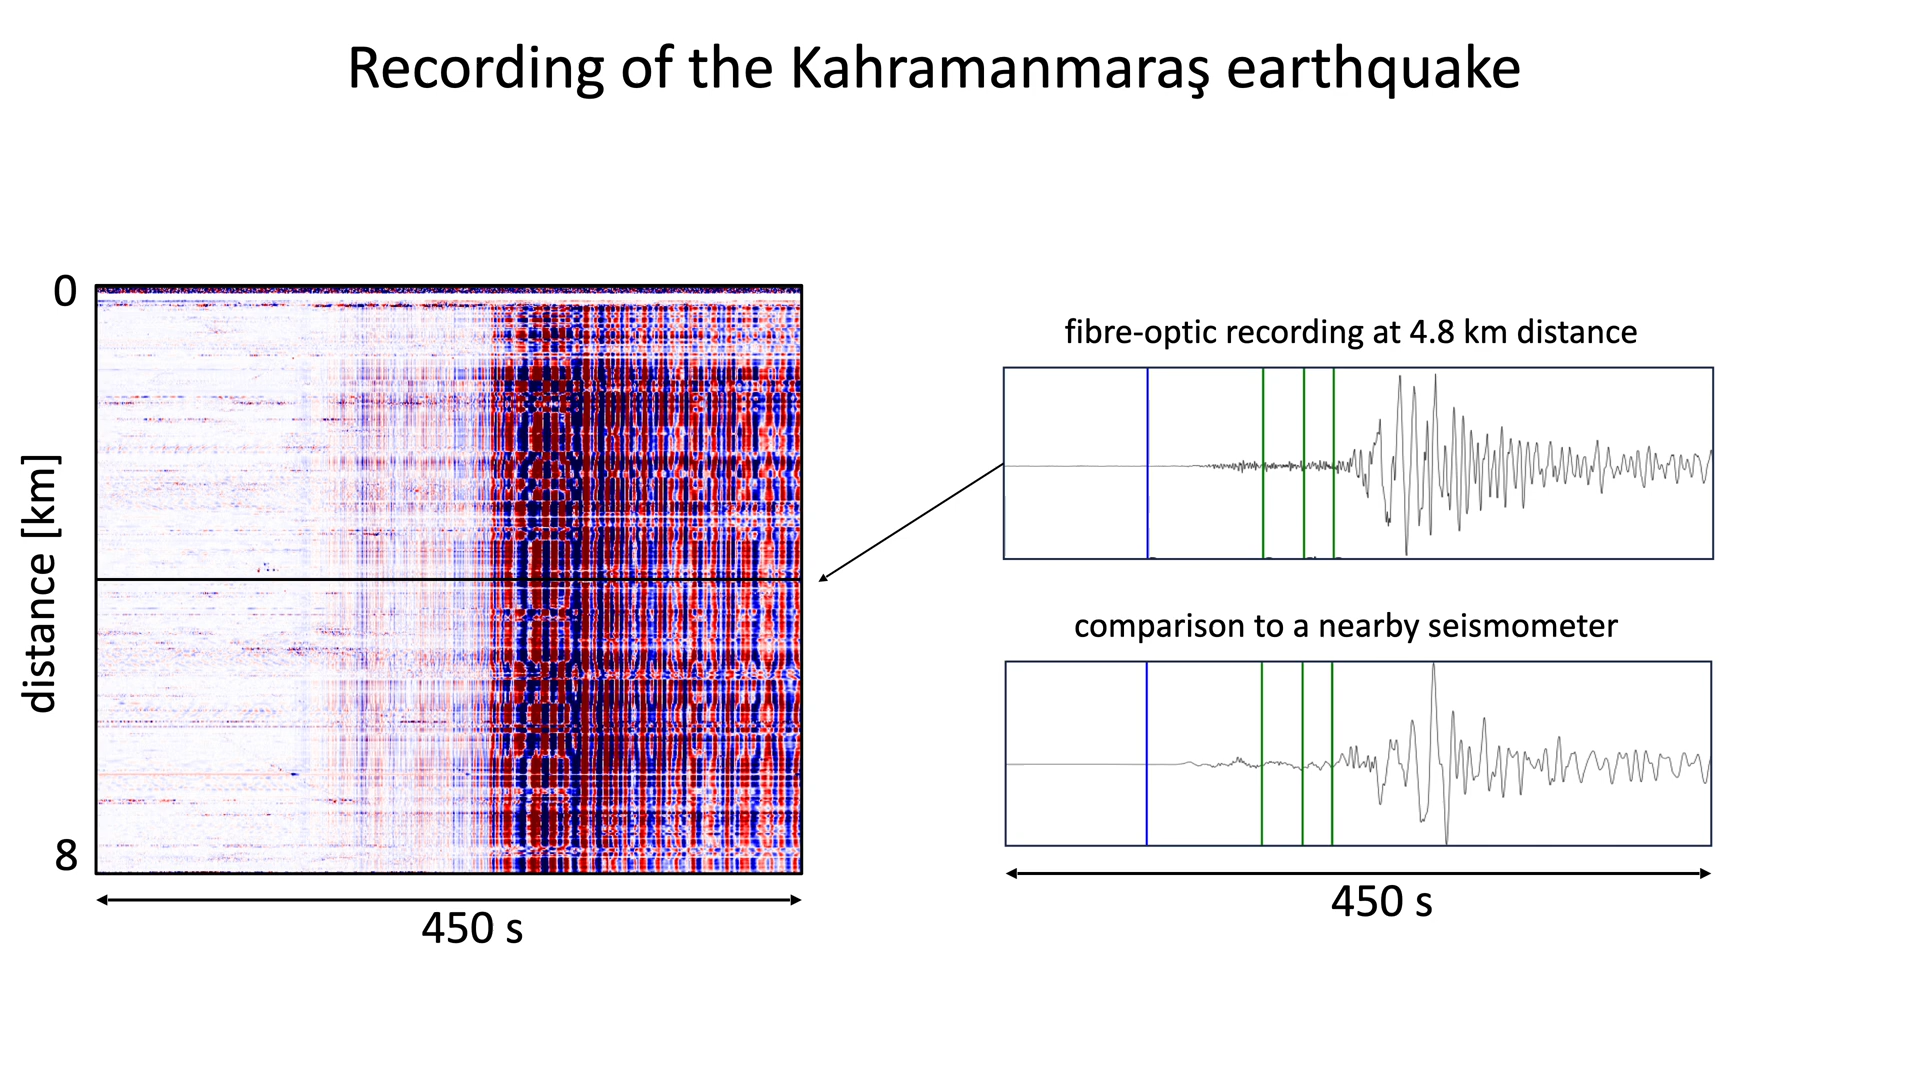 Recording of the Kahramanmaraş earthquake
0
distance [km]
8
450 s
fibre-optic recording at 4.8 km distance
comparison to a nearby seismometer
450 s